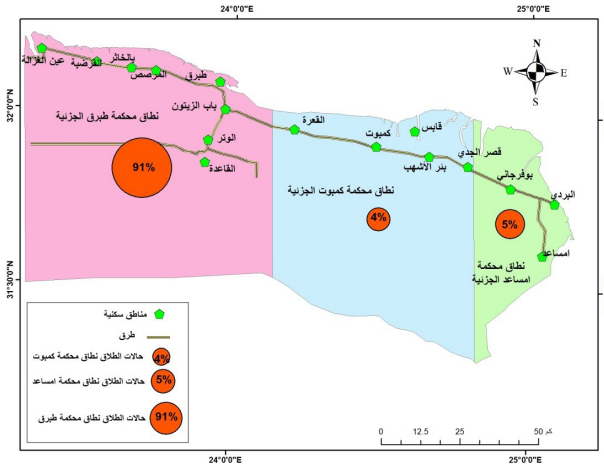 24°0'0"E
25°0'0"E
32°0'0"N
31°30'0"N
N
W
E
S
عين الغزالة
القرضبة
بالخاثر
المرصص
طبرق
باب الزيتون
نطاق محكمة طبرق الجزئية
الوتر
القاعدة
91%
القعرة
كمبوت
قابس
بئر الأشهب
قصر الجدي
نطاق محكمة كمبوت الجزئية
4%
بوفرجاني
البردي
5%
امساعد
نطاق محكمة
امساعد الجزئية
مناطق سكنية
طرق
حالات الطلاق نطاق محكمة كمبوت
4%
حالات الطلاق نطاق محكمة امساعد
5%
حالات الطلاق نطاق محكمة طبرق
91%
0
12.5
25
50 كم
24°0'0"E
25°0'0"E